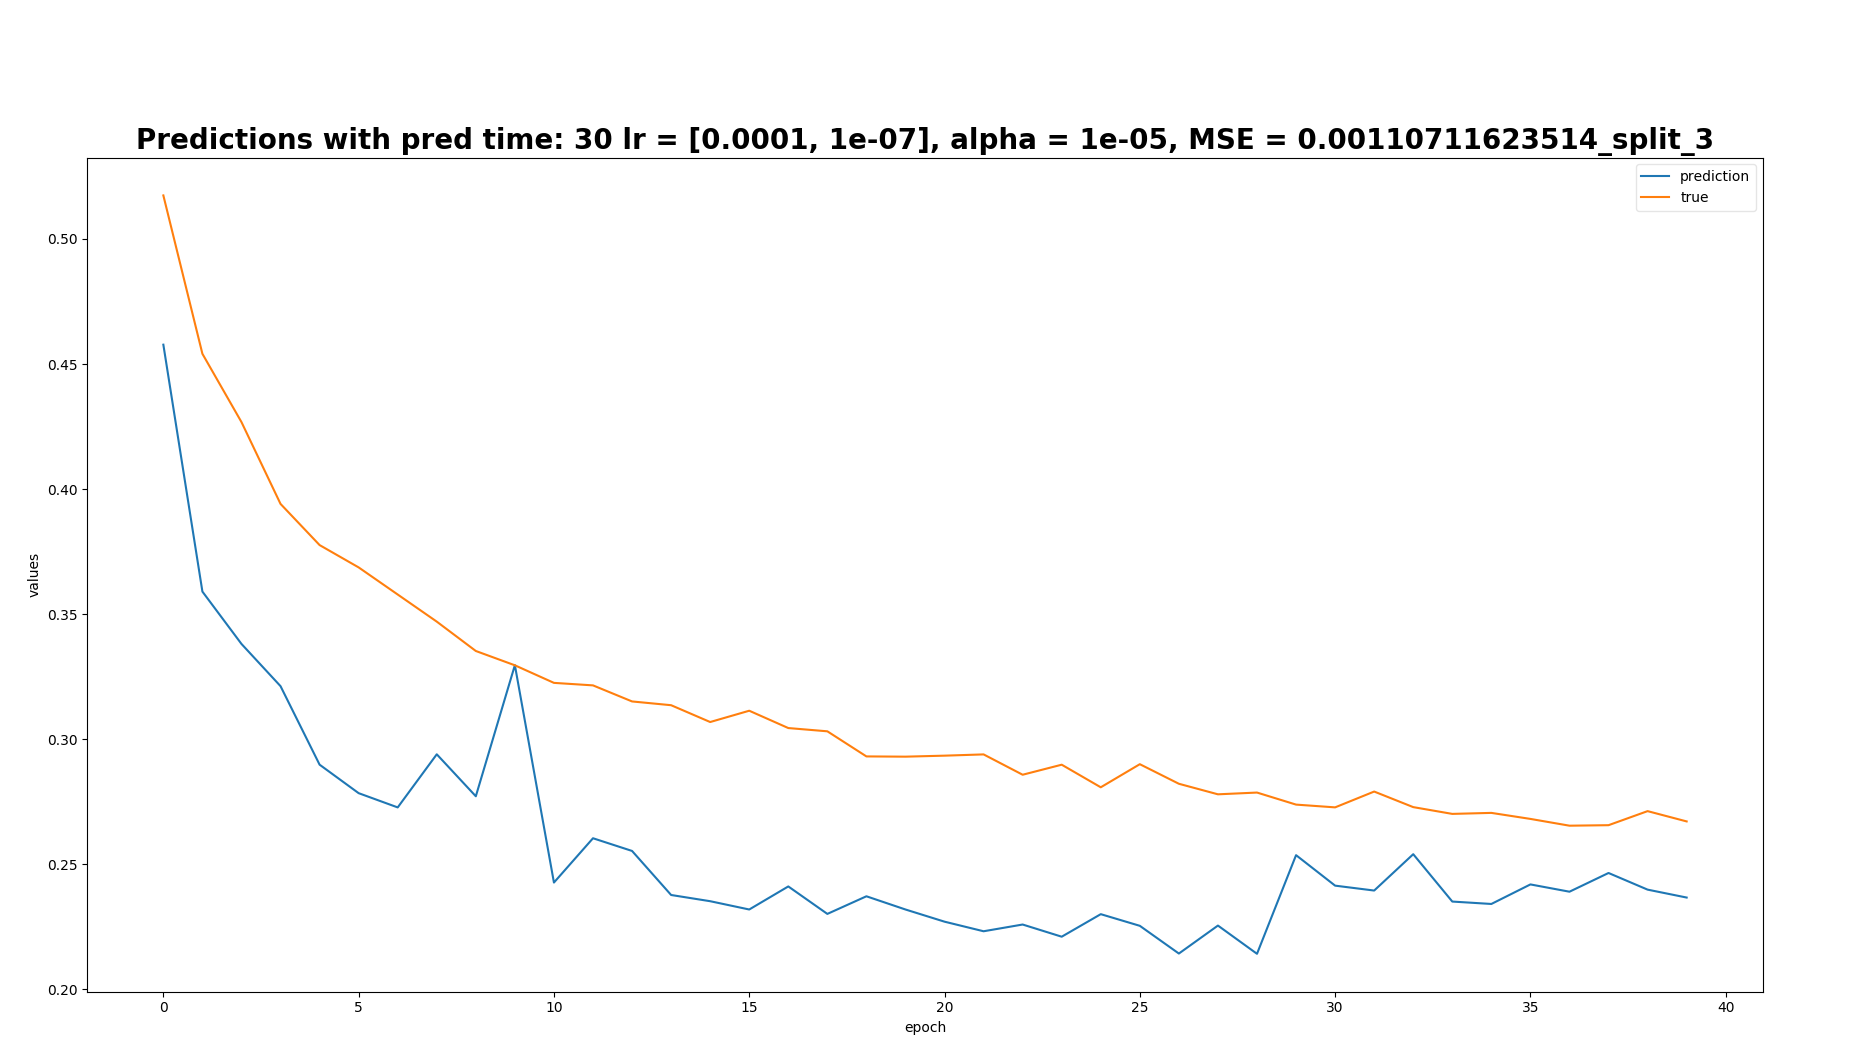 Predictions with pred time: 30 lr = [0.0001, 1e-07], alpha = 1e-05, MSE = 0.00110711623514_split_3
prediction
true
0.50
0.45
0.40
0.35
0.30
0.25
0.20
values
0 5 10 15 20 25 30 35 40
epoch